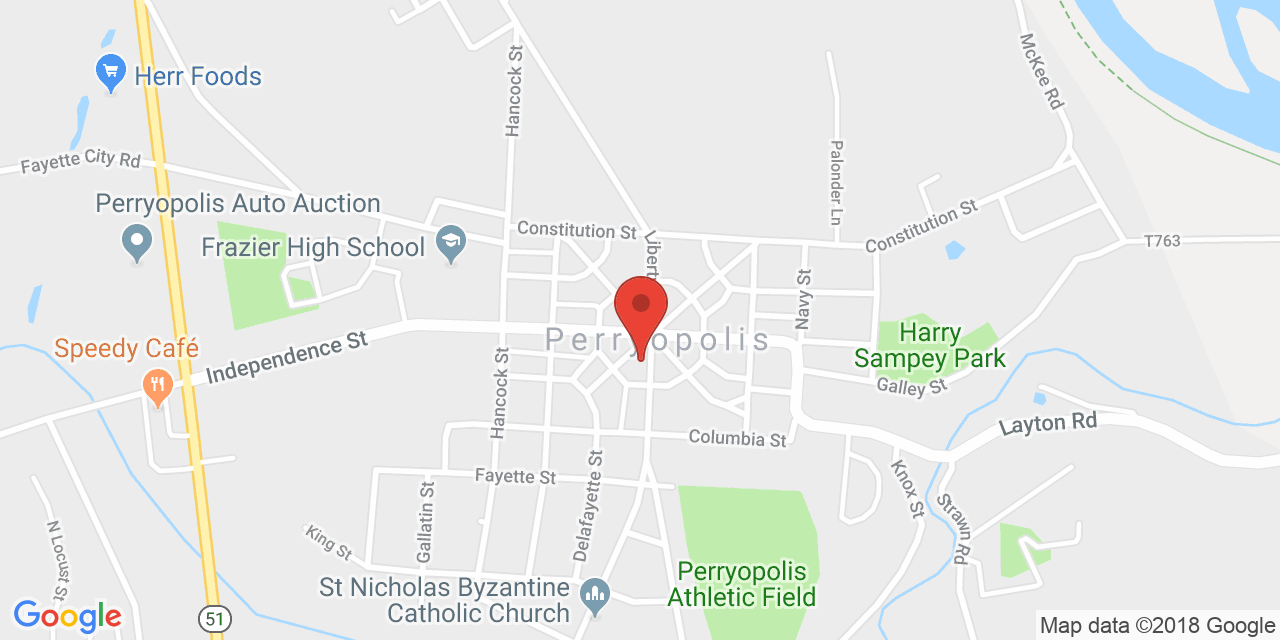 Herr Foods
Hancock St
McKee Rd
Fayette City Rd
Palonder Ln
Perryopolis Auto Auction
Frazier High School
Constitution St
Constitution St
Libert
T763
Navy St
Perryopolis
Harry
Sampey Park
Speedy Café
Independence St
Hancock St
Galley St
Layton Rd
Columbia St
Fayette St
Gallatin St
Delafayette St
Knox St
Strawn Rd
King St
N Locust St
St Nicholas Byzantine
Catholic Church
Perryopolis
Athletic Field
Google
51
Map data ©2018 Google